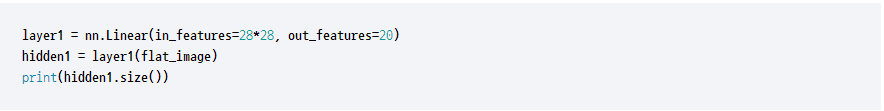 layer1 = nn.Linear(in_features=28*28, out_features=20)
hidden1 = layer1(flat_image)
print(hidden1.size())